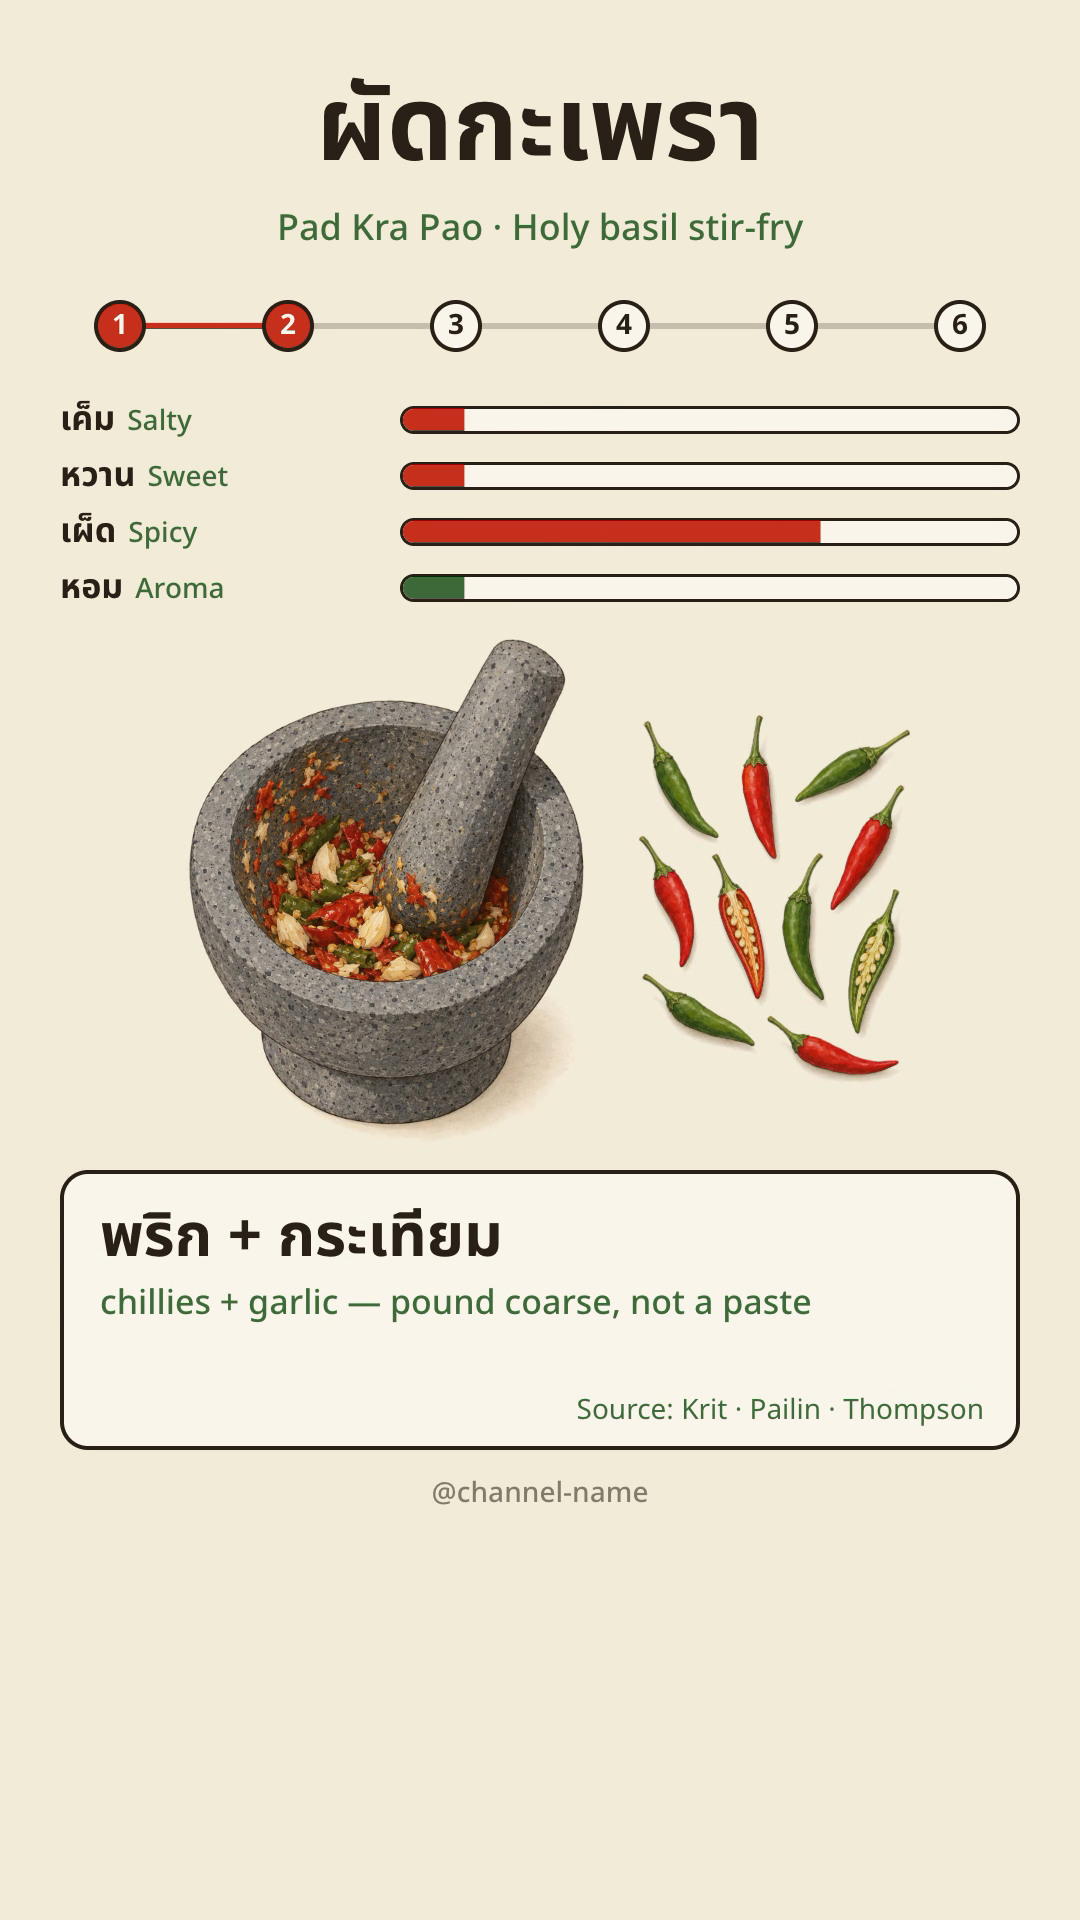 ผัดกะเพรา
Pad Kra Pao · Holy basil stir-fry
1 2 3 4 5 6
เค็ม Salty
หวาน Sweet
เผ็ด Spicy
หอม Aroma
พริก + กระเทียม
chillies + garlic — pound coarse, not a paste
Source: Krit · Pailin · Thompson
@channel-name